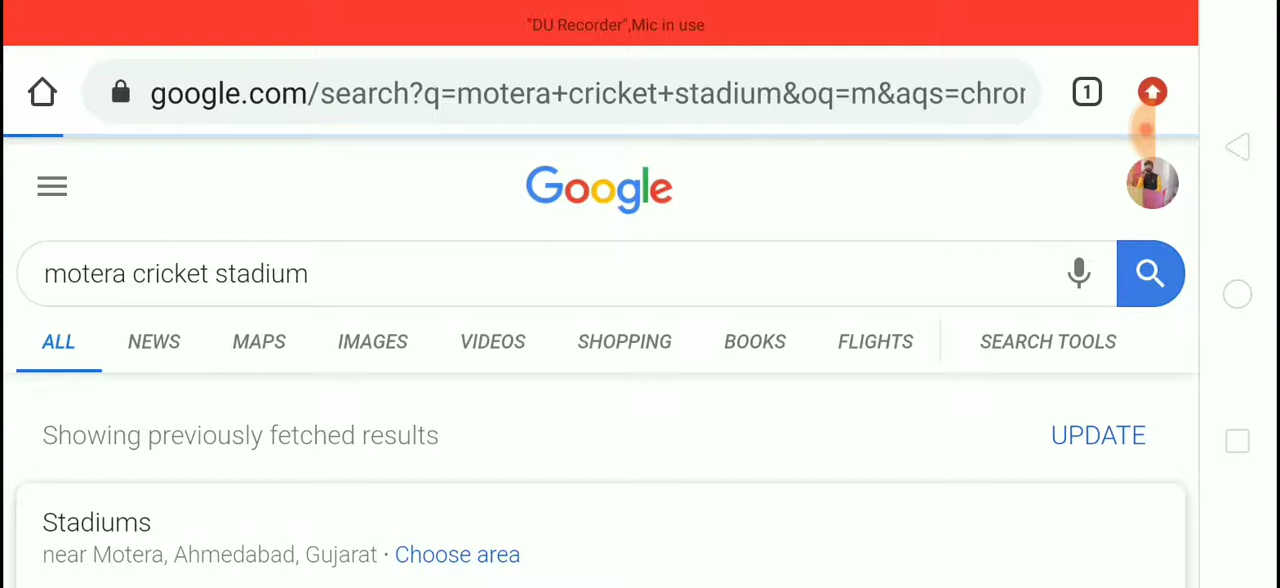 "DU Recorder",Mic in use
google.com/search?q=motera+cricket+stadium&oq=m&aqs=chror
1
Google
motera cricket stadium
ALL NEWS MAPS IMAGES VIDEOS SHOPPING BOOKS FLIGHTS SEARCH TOOLS
Showing previously fetched results UPDATE
Stadiums
near Motera, Ahmedabad, Gujarat · Choose area